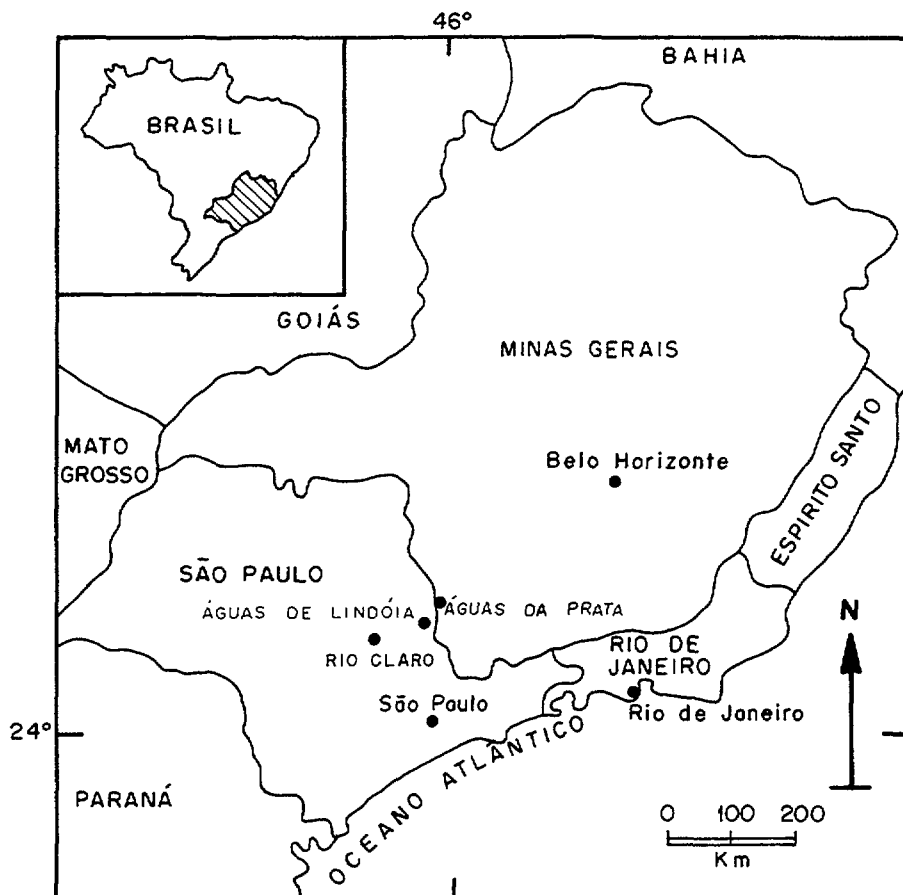 46°
BAHIA
BRASIL
GOIÁS
MINAS GERAIS
MATO
GROSSO
Belo Horizonte
ESPIRITO SANTO
SÃO PAULO
ÁGUAS DE LINDÓIA
ÁGUAS DA PRATA
RIO CLARO
RIO DE
JANEIRO
N
São Paulo
Rio de Janeiro
24°
OCEANO ATLÂNTICO
PARANÁ
0 100 200
Km